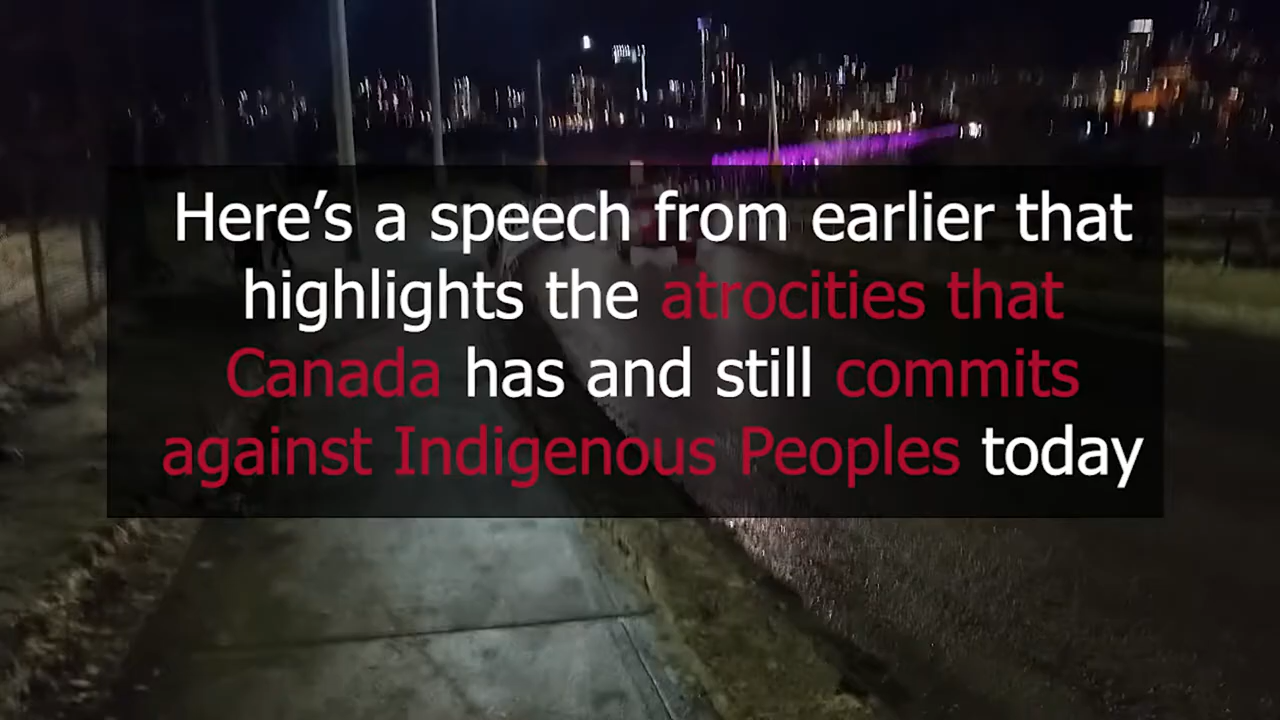 Here’s a speech from earlier that
highlights the atrocities that
Canada has and still commits
against Indigenous Peoples today